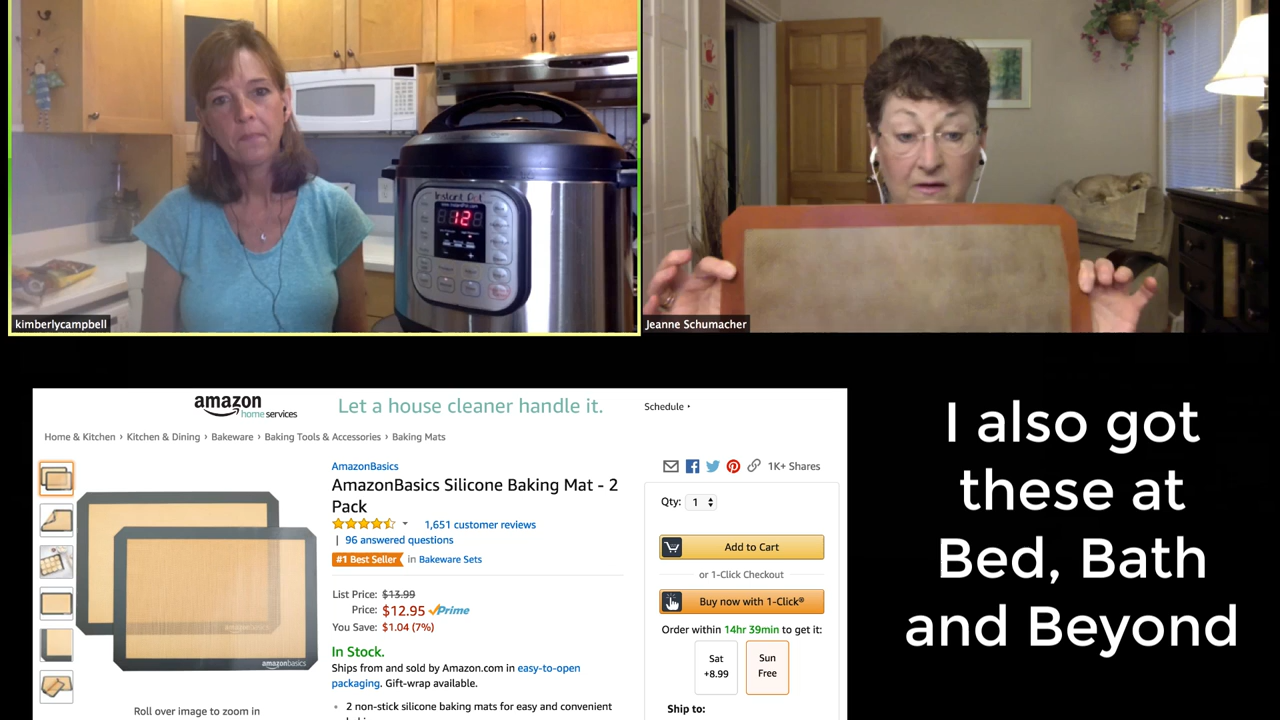 Instant Pot
12
kimberlycampbell
Jeanne Schumacher
amazon
home services
Let a house cleaner handle it.
Schedule
Home & Kitchen › Kitchen & Dining › Bakeware › Baking Tools & Accessories › Baking Mats
AmazonBasics
AmazonBasics Silicone Baking Mat - 2
Pack
1,651 customer reviews
| 96 answered questions
#1 Best Seller in Bakeware Sets
List Price: $13.99
Price: $12.95 Prime
You Save: $1.04 (7%)
In Stock.
Ships from and sold by Amazon.com in easy-to-open
packaging. Gift-wrap available.
• 2 non-stick silicone baking mats for easy and convenient
amazonbasics
amazonbasics
Roll over image to zoom in
1K+ Shares
Qty: 1
Add to Cart
or 1-Click Checkout
Buy now with 1-Click®
Order within 14hr 39min to get it:
Sat
+8.99
Sun
Free
Ship to:
I also got
these at
Bed, Bath
and Beyond